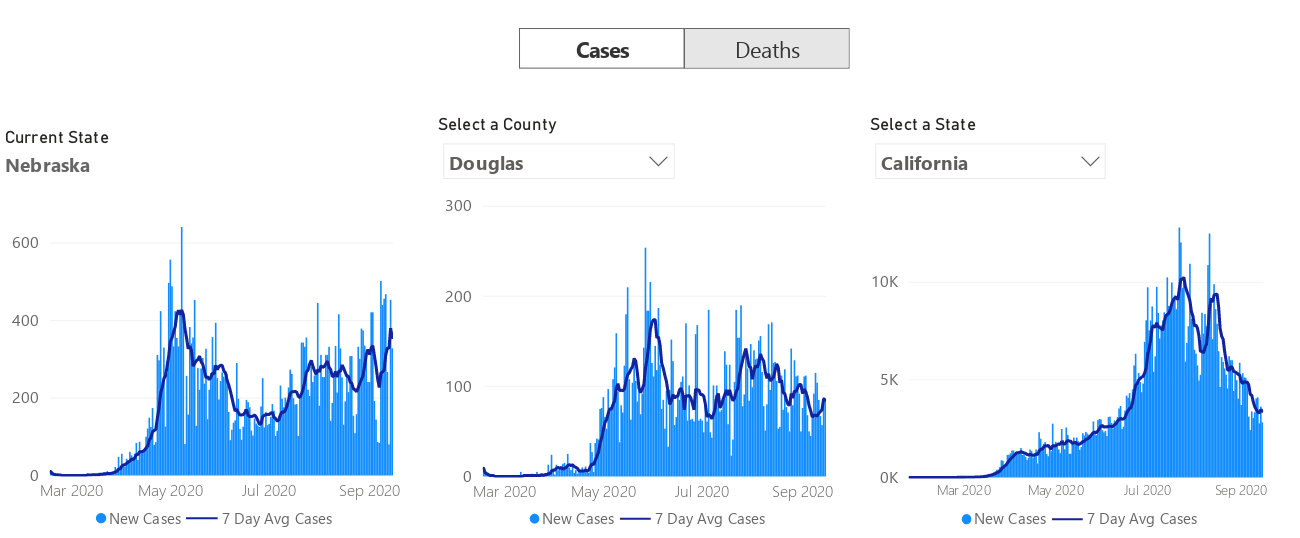 Cases Deaths
Current State
Nebraska
Select a County
Douglas
Select a State
California
600
400
200
0
Mar 2020 May 2020 Jul 2020 Sep 2020
New Cases 7 Day Avg Cases
300
200
100
0
Mar 2020 May 2020 Jul 2020 Sep 2020
New Cases 7 Day Avg Cases
10K
5K
0K
Mar 2020 May 2020 Jul 2020 Sep 2020
New Cases 7 Day Avg Cases